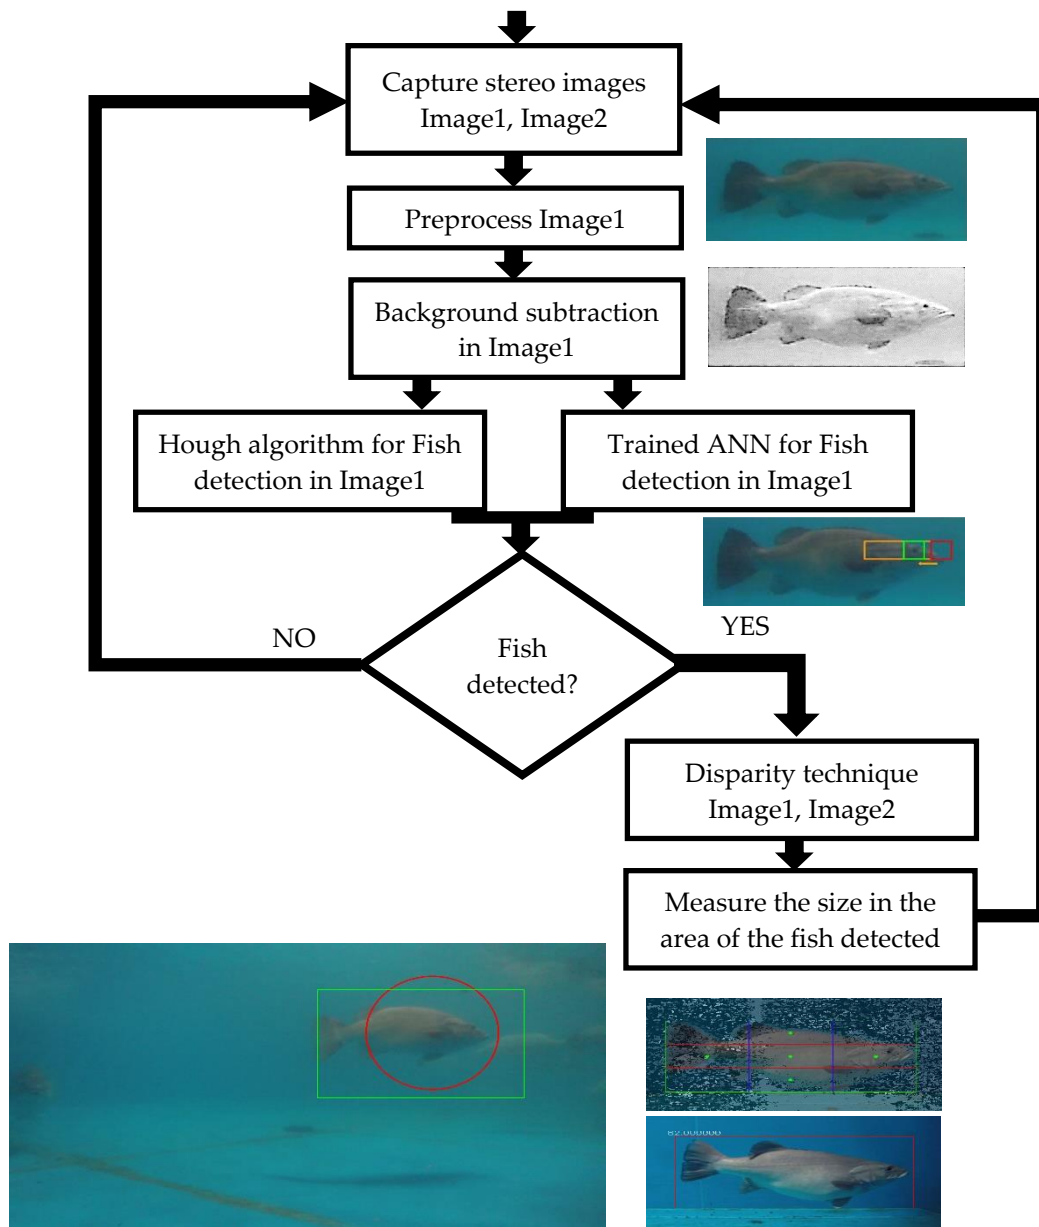 Capture stereo images
Image1, Image2
Preprocess Image1
Background subtraction
in Image1
Hough algorithm for Fish
detection in Image1
Trained ANN for Fish
detection in Image1
NO
Fish
detected?
YES
Disparity technique
Image1, Image2
Measure the size in the
area of the fish detected
82.000000